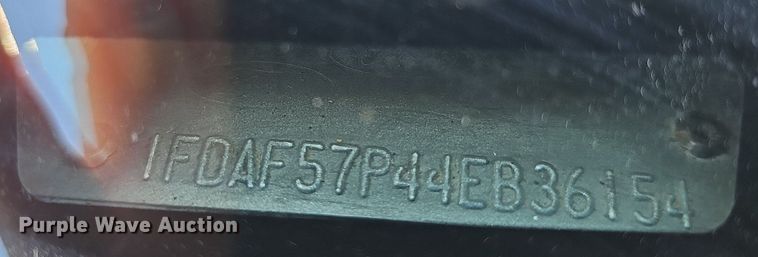 1FDAF57P44EB36154
Purple Wave Auction